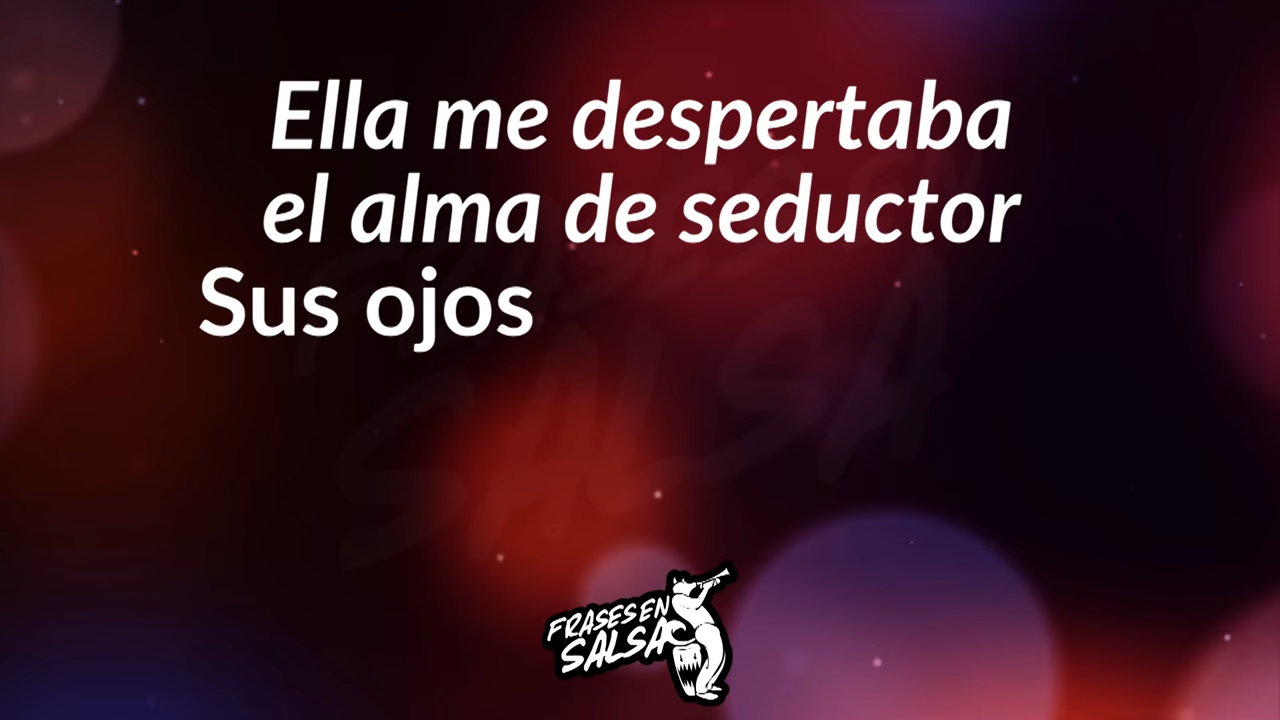 Ella me despertaba
el alma de seductor
Sus ojos
FRASES EN
SALSA